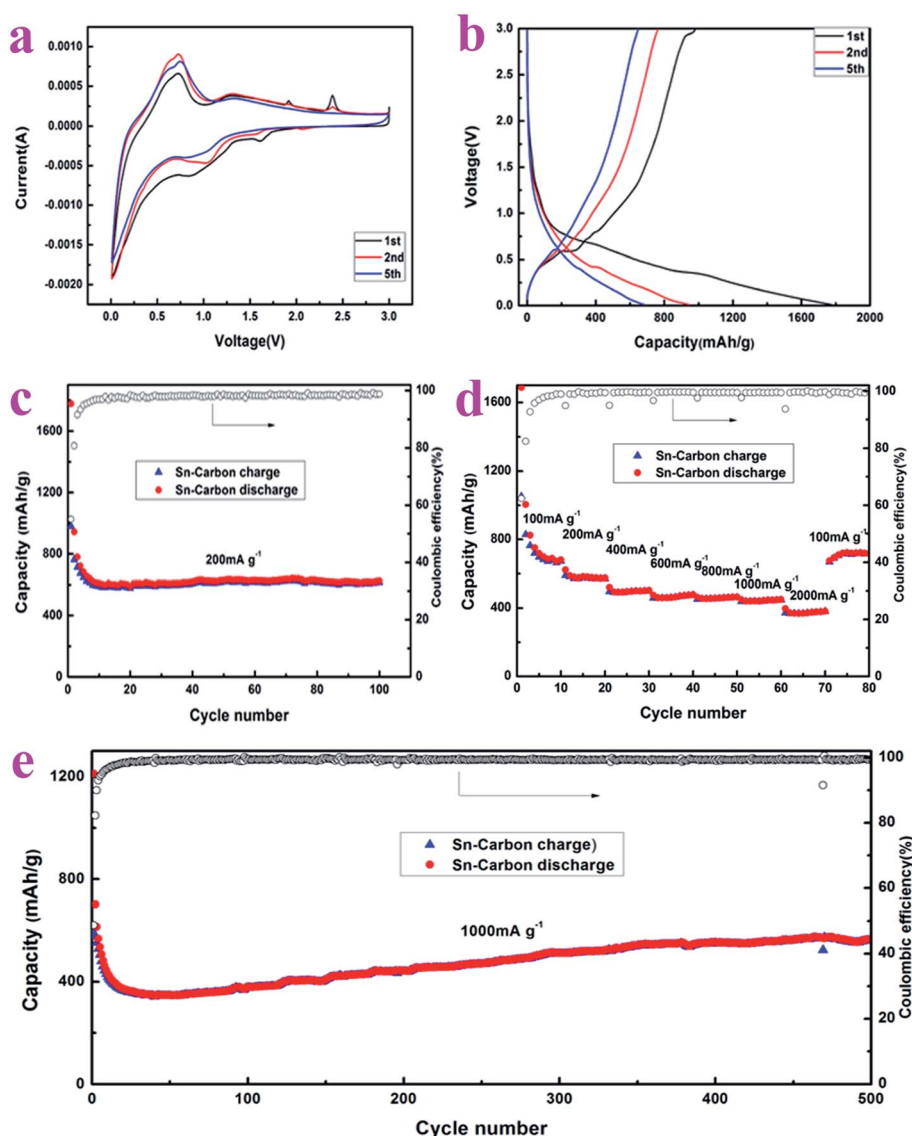 a
0.0010
0.0005
0.0000
-0.0005
-0.0010
-0.0015
-0.0020
Current(A)
1st
2nd
5th
0.0 0.5 1.0 1.5 2.0 2.5 3.0
Voltage(V)
b
3.0
2.5
2.0
1.5
1.0
0.5
0.0
Voltage(V)
1st
2nd
5th
0 400 800 1200 1600 2000
Capacity(mAh/g)
c
1800
1500
1200
800
400
0
Capacity (mAh/g)
Sn-Carbon charge
Sn-Carbon discharge
200mA g-1
100
80
60
40
20
0
Coulombic efficiency(%)
0 20 40 60 80 100
Cycle number
d
1600
1200
800
400
0
Capacity (mAh/g)
Sn-Carbon charge
Sn-Carbon discharge
100mA g-1
200mA g-1
400mA g-1
600mA g-1
800mA g-1
1000mA g-1
2000mA g-1
100mA g-1
100
80
60
40
20
0
Coulombic efficiency(%)
0 10 20 30 40 50 60 70 80
Cycle number
e
1200
800
400
0
Capacity (mAh/g)
Sn-Carbon charge)
Sn-Carbon discharge
1000mA g-1
100
80
60
40
20
0
Coulombic efficiency(%)
0 100 200 300 400 500
Cycle number